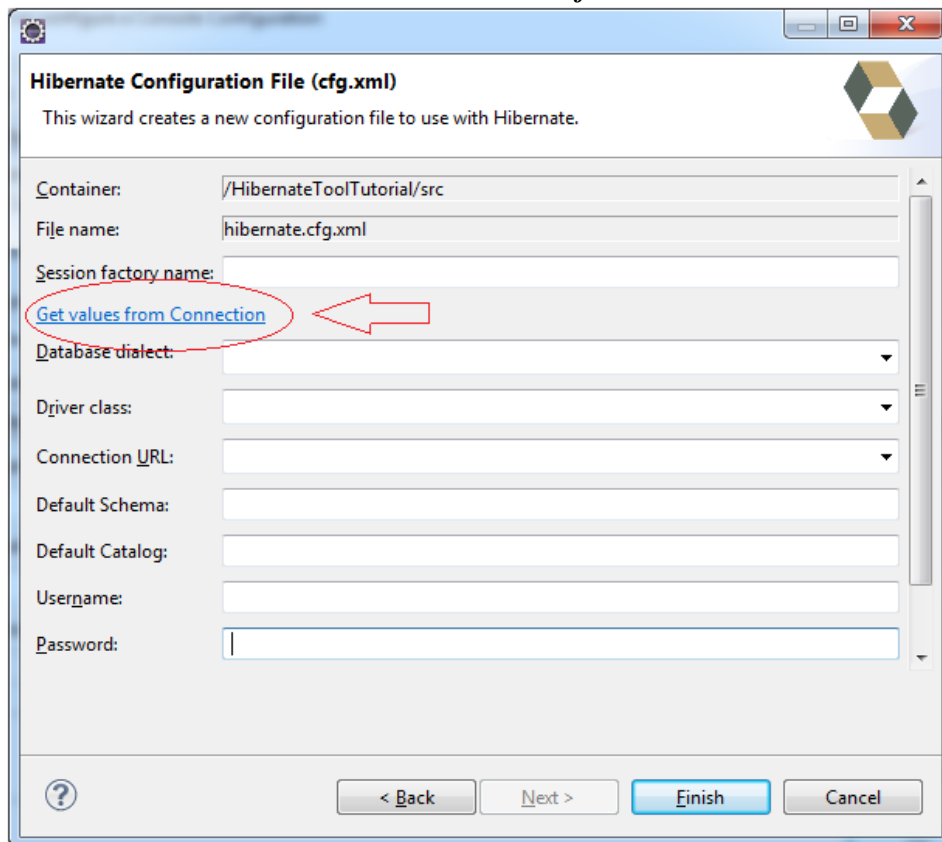 Hibernate Configuration File (cfg.xml)
This wizard creates a new configuration file to use with Hibernate.
Container: /HibernateToolTutorial/src
File name: hibernate.cfg.xml
Session factory name:
Get values from Connection
Database dialect:
Driver class:
Connection URL:
Default Schema:
Default Catalog:
Username:
Password:
? < Back Next > Finish Cancel